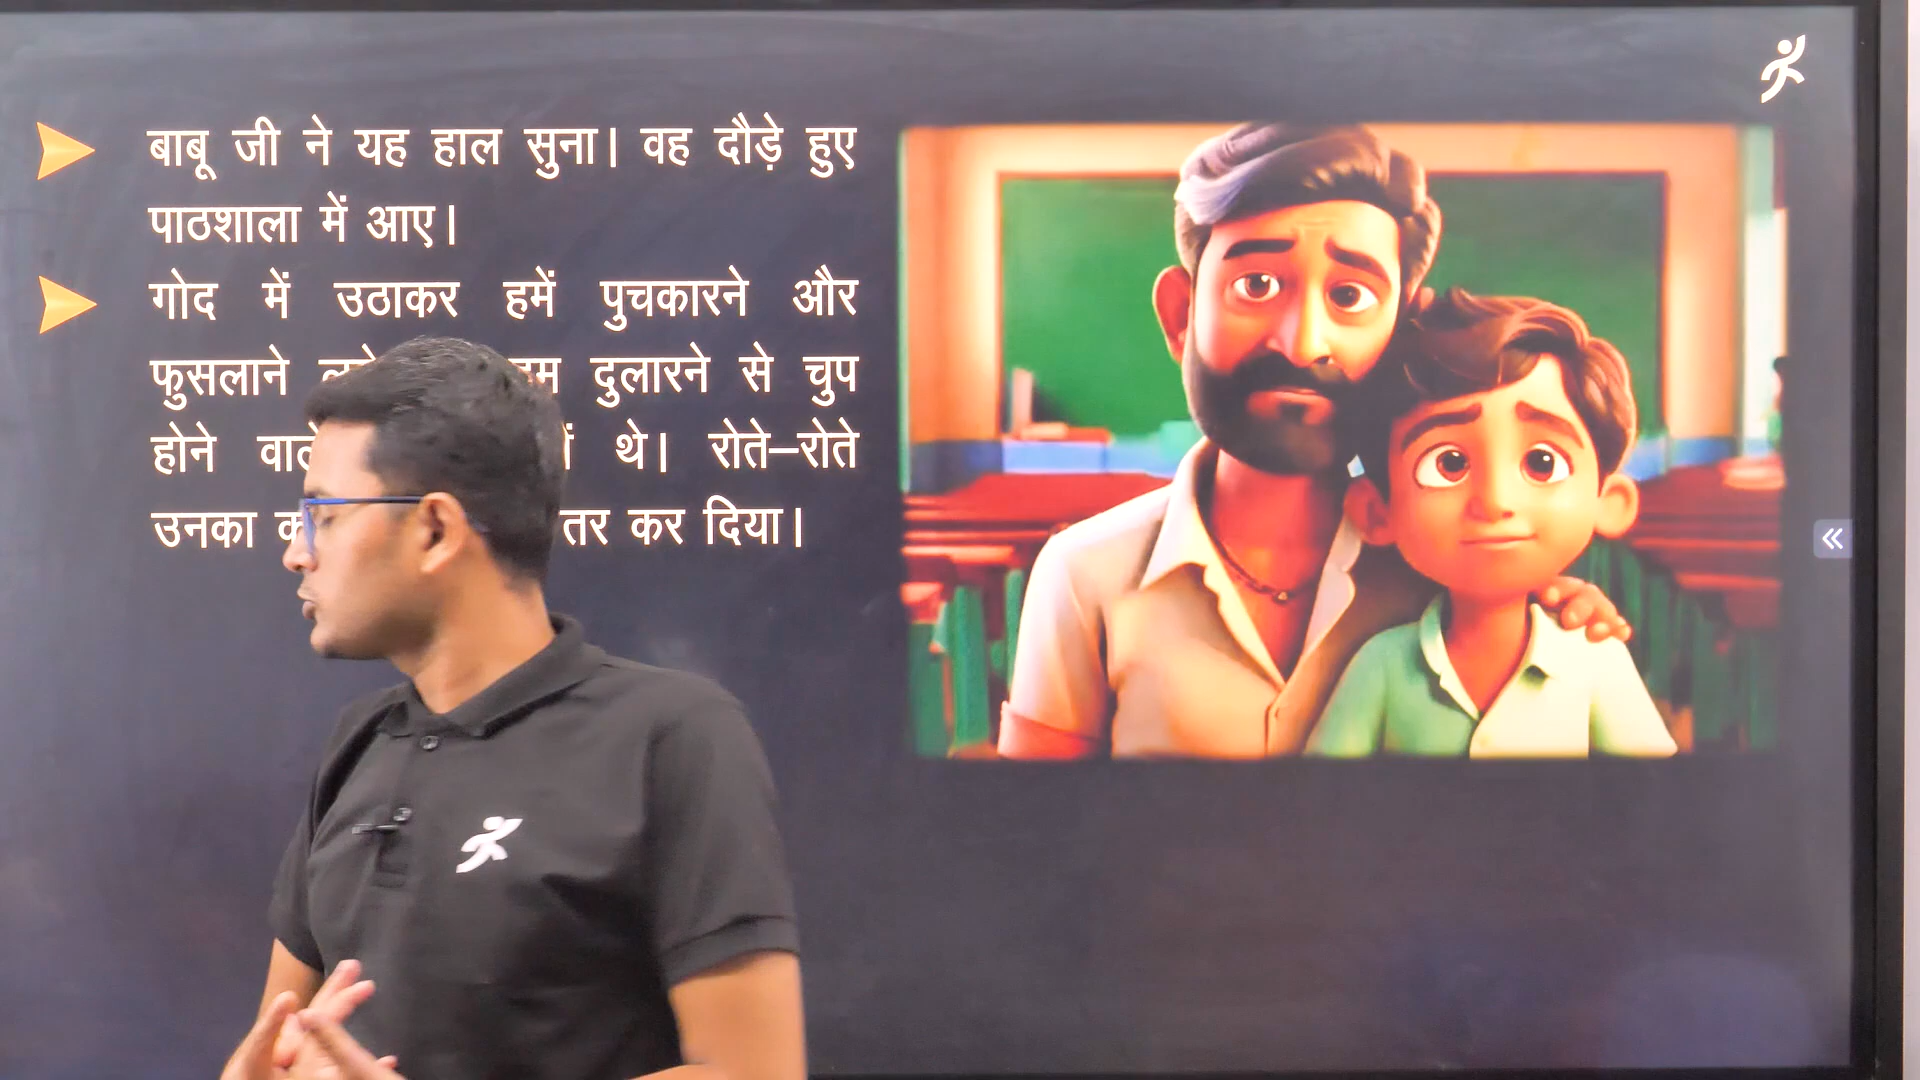 बाबू जी ने यह हाल सुना। वह दौड़े हुए
पाठशाला में आए।
गोद में उठाकर हमें पुचकारने और
फुसलाने दुलारने से चुप
होने थे। रोते–रोते
उनका तर कर दिया।